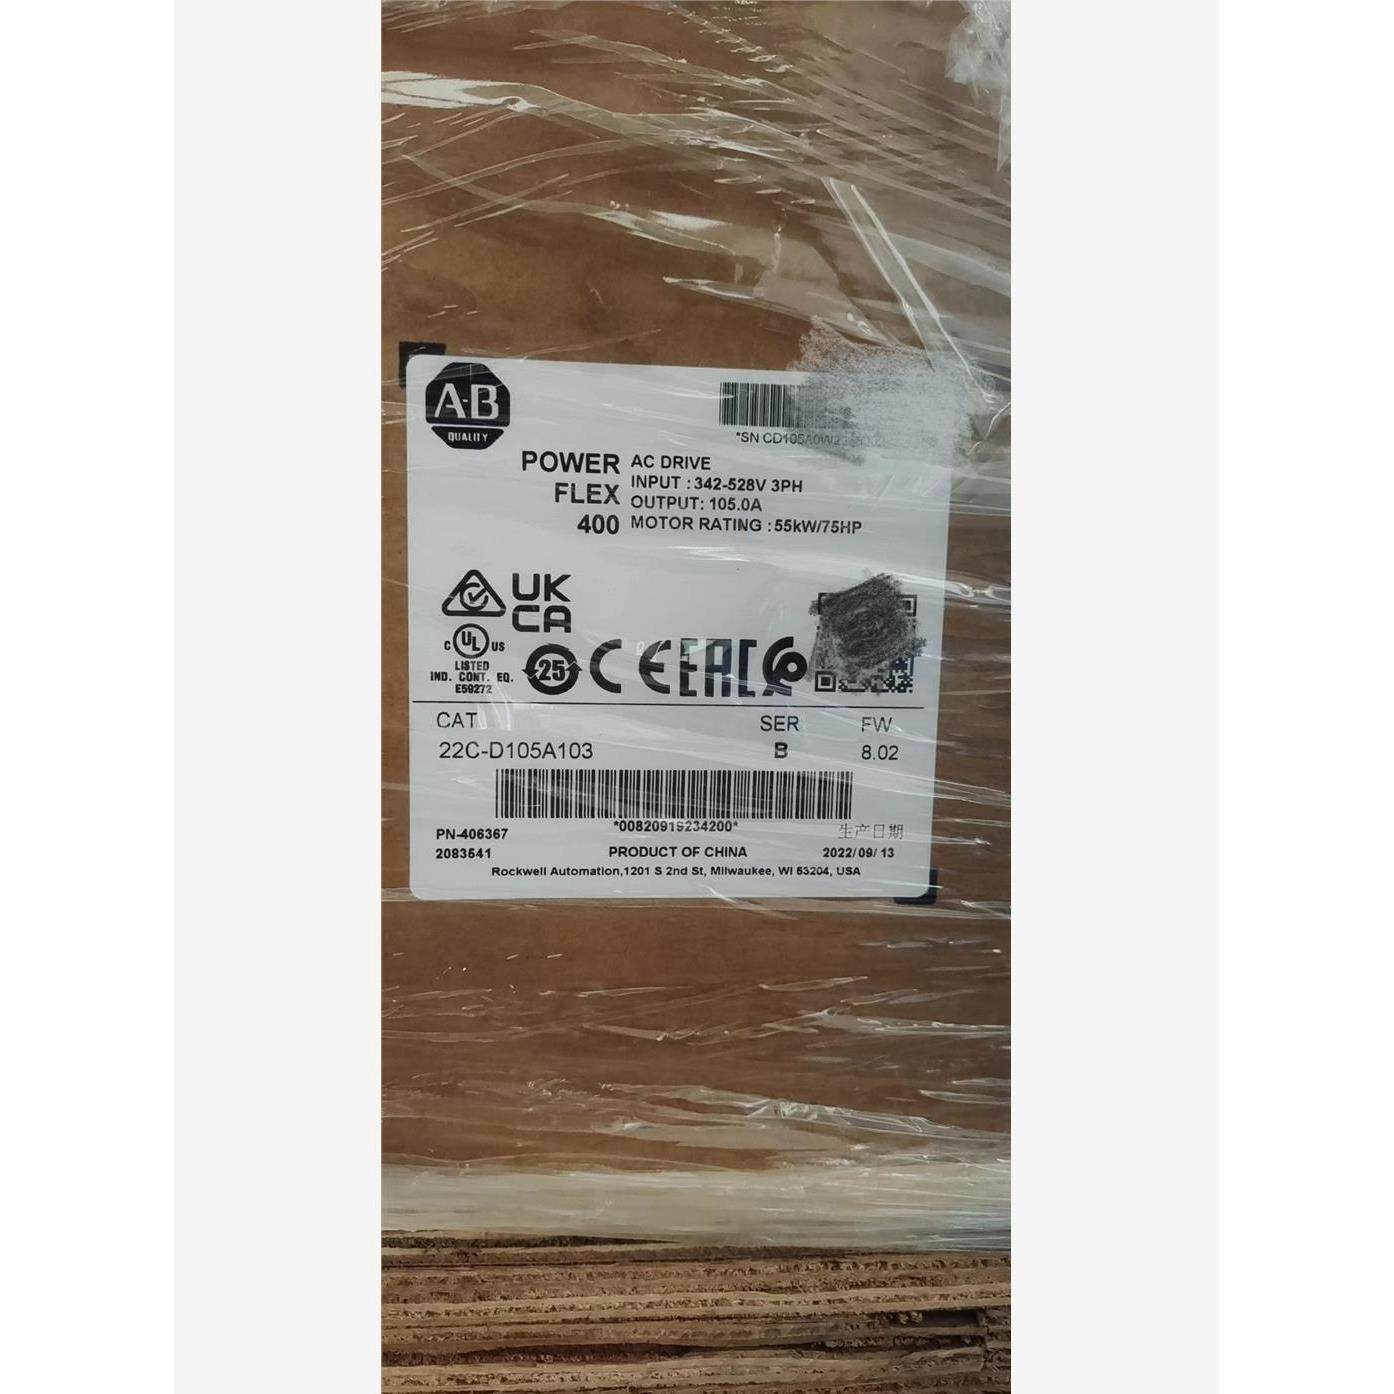 A-B
QUALITY
*SN
POWER FLEX 400
AC DRIVE
INPUT : 342-528V 3PH
OUTPUT: 105.0A
MOTOR RATING : 55kW/75HP
UK
CA
C UL US
LISTED
IND. CONT. EQ.
E59272
25
CE
EAC
CAT
SER
FW
22C-D105A103
B
8.02
*00820919234200*
PN-406367
生产日期
2083541
PRODUCT OF CHINA
2022/09/13
Rockwell Automation,1201 S 2nd St, Milwaukee, WI 53204, USA